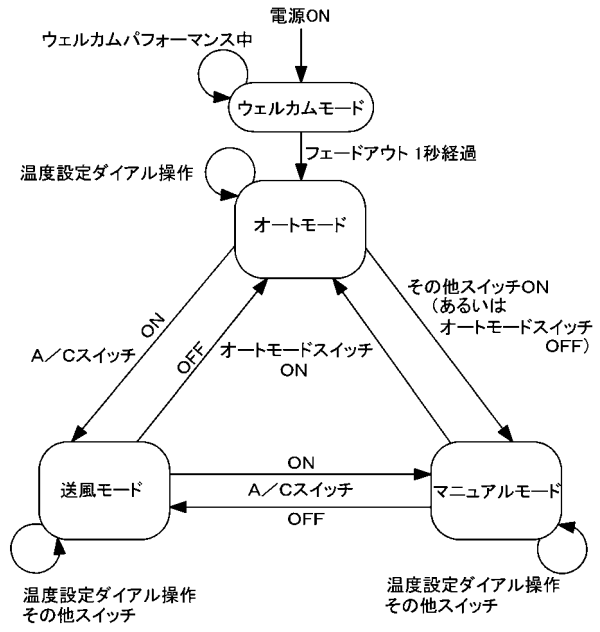 電源ON
ウェルカムパフォーマンス中
ウェルカムモード
フェードアウト 1秒経過
温度設定ダイアル操作
オートモード
その他スイッチON
(あるいは
オートモードスイッチ
OFF)
ON
A/Cスイッチ
OFF
オートモードスイッチ
ON
送風モード
ON
A/Cスイッチ
OFF
マニュアルモード
温度設定ダイアル操作
その他スイッチ
温度設定ダイアル操作
その他スイッチ